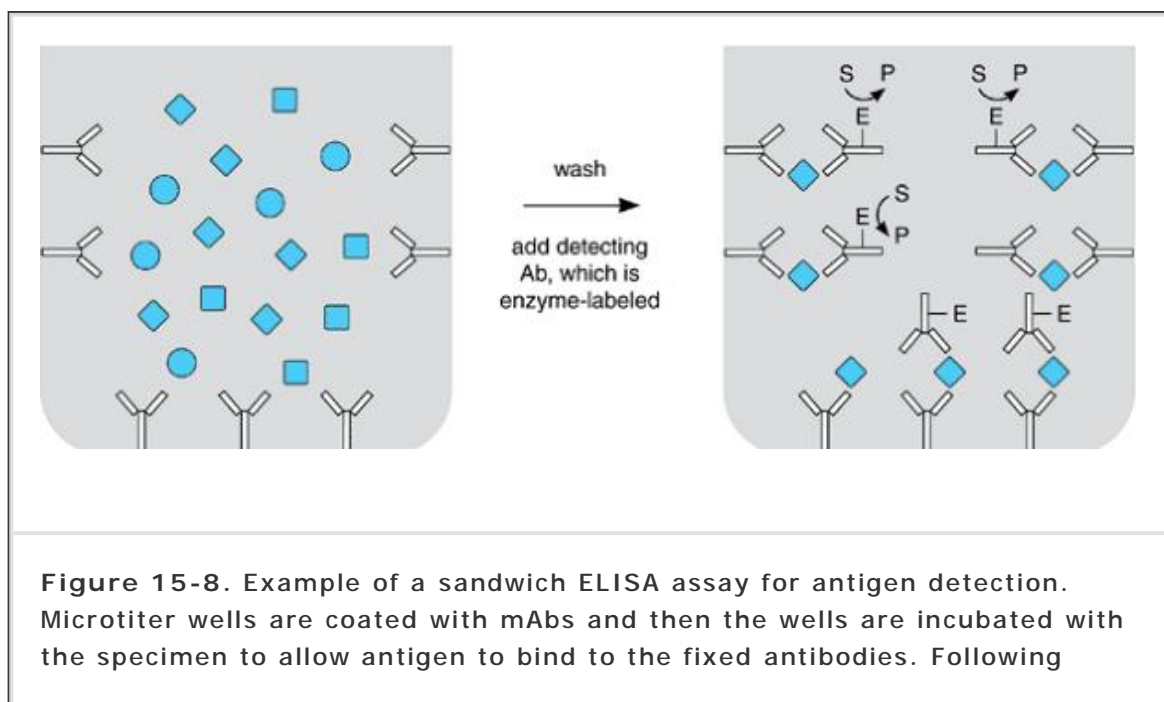 S P
S P
E
E
wash
add detecting
Ab, which is
enzyme-labeled
E
S
P
E
E
Figure 15-8. Example of a sandwich ELISA assay for antigen detection.
Microtiter wells are coated with mAbs and then the wells are incubated with
the specimen to allow antigen to bind to the fixed antibodies. Following